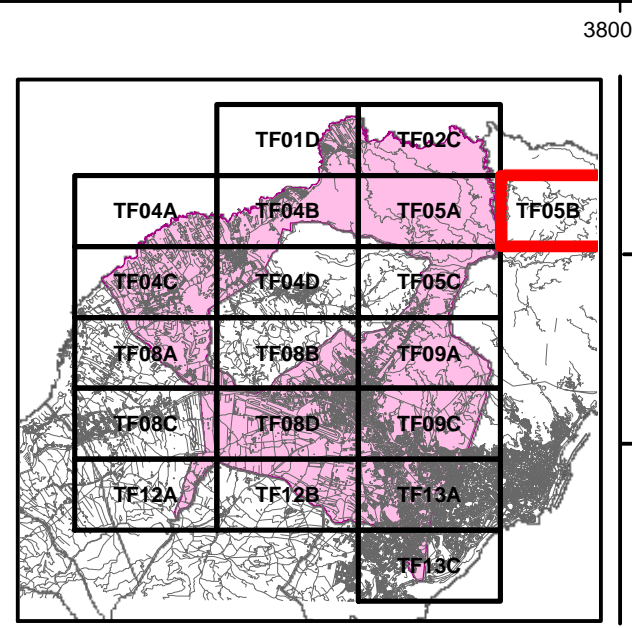 3800
TF01D TF02C
TF04A TF04B TF05A TF05B
TF04C TF04D TF05C
TF08A TF08B TF09A
TF08C TF08D TF09C
TF12A TF12B TF13A
TF13C